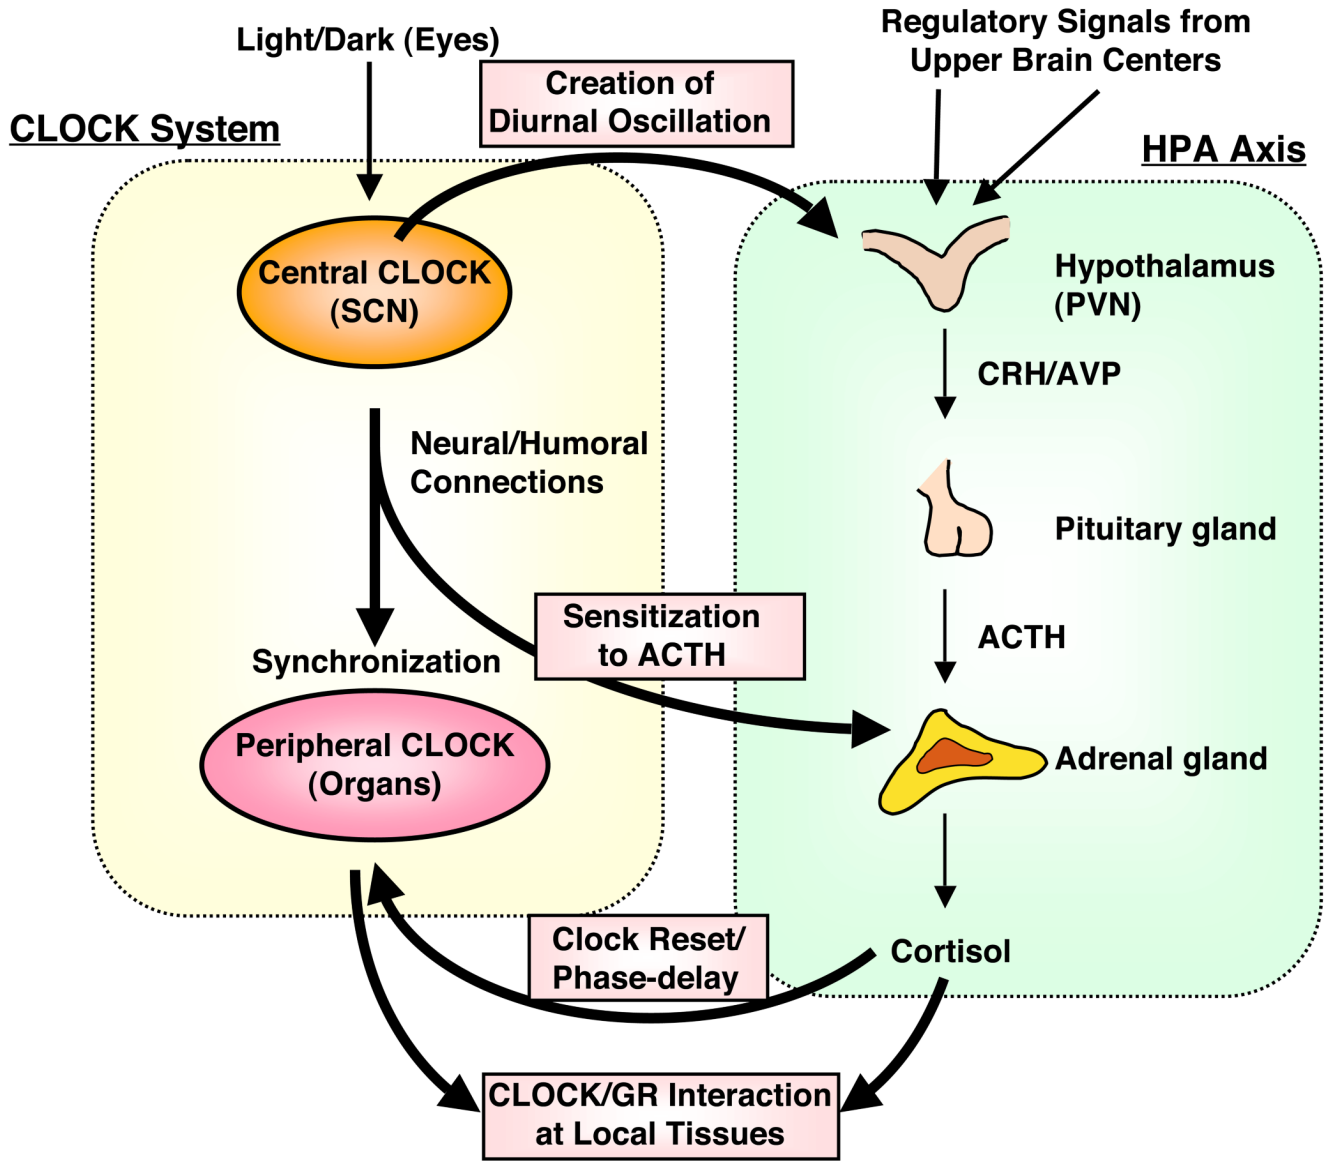 Light/Dark (Eyes)
Regulatory Signals from
Upper Brain Centers
Creation of
Diurnal Oscillation
CLOCK System
HPA Axis
Central CLOCK
(SCN)
Hypothalamus
(PVN)
CRH/AVP
Neural/Humoral
Connections
Pituitary gland
Sensitization
to ACTH
ACTH
Synchronization
Peripheral CLOCK
(Organs)
Adrenal gland
Clock Reset/
Phase-delay
Cortisol
CLOCK/GR Interaction
at Local Tissues